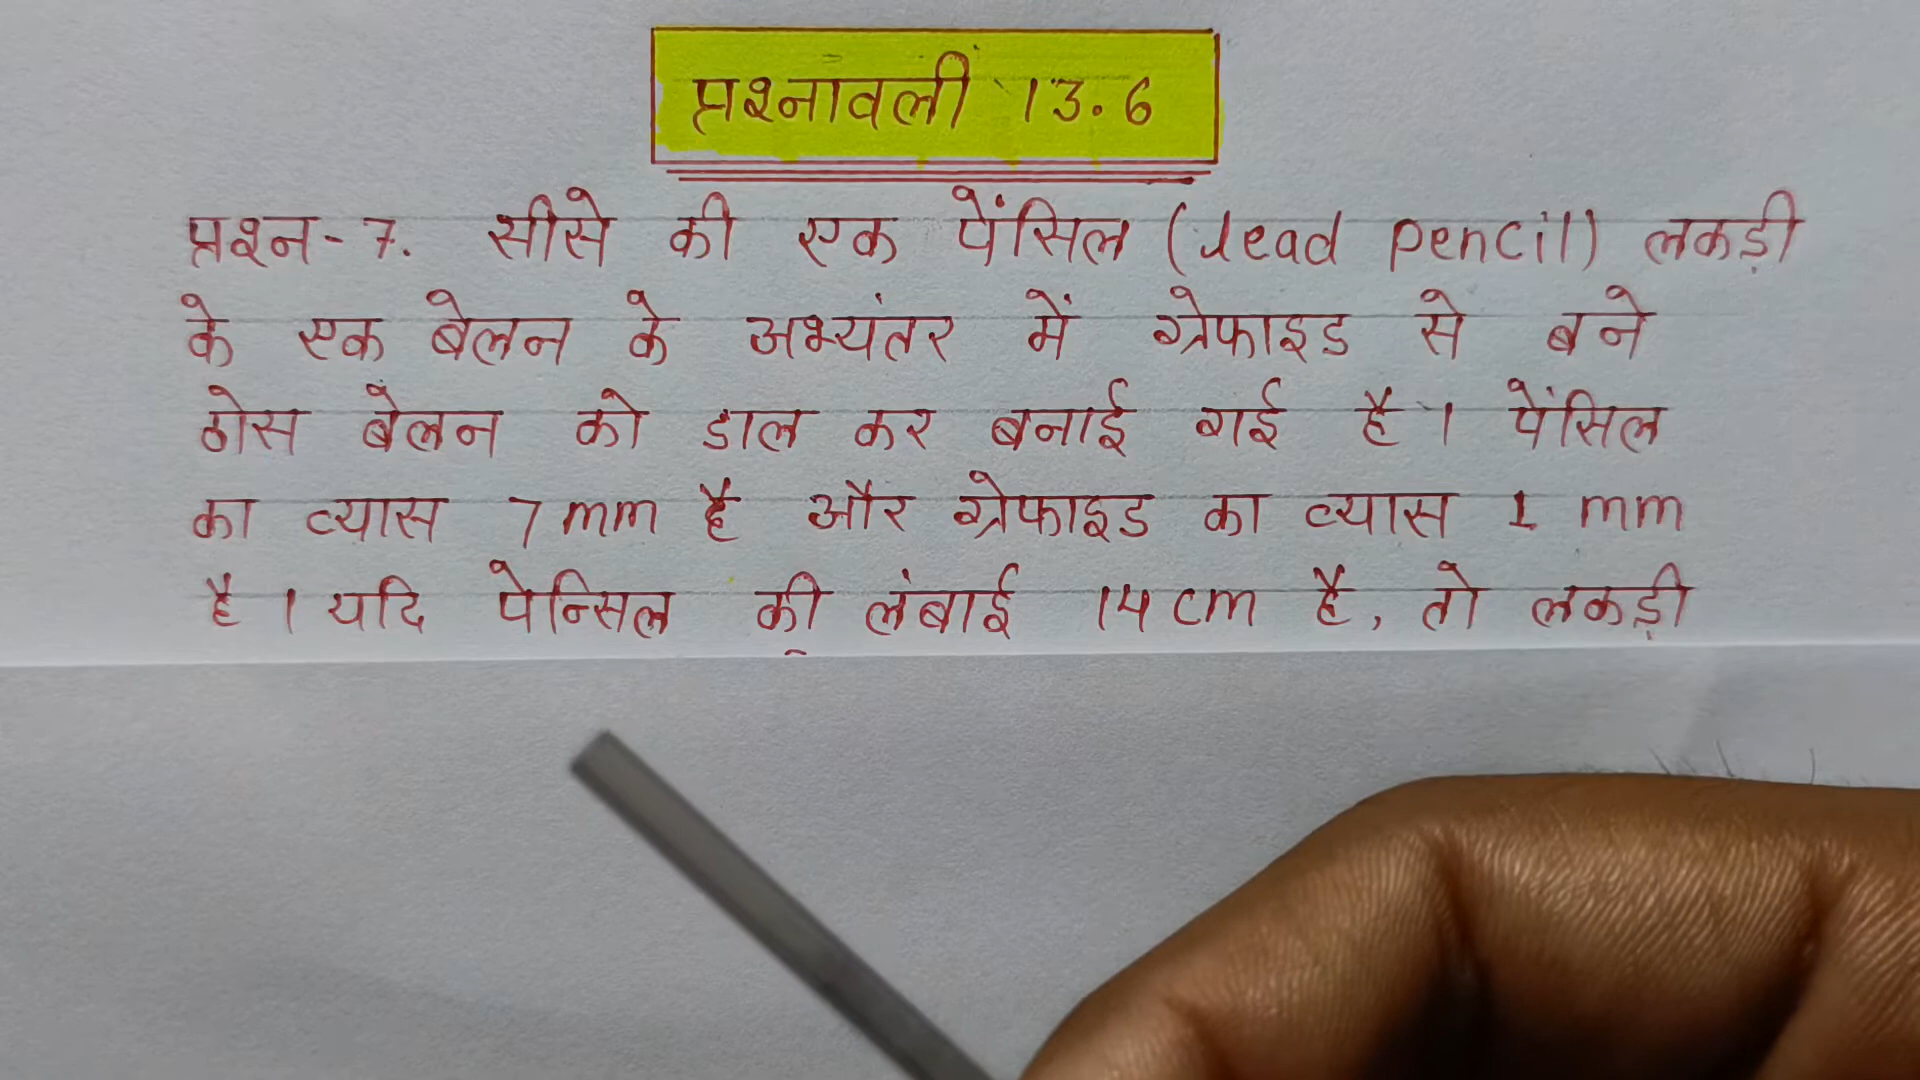 प्रश्नावली 13.6
प्रश्न-7. सीसे की एक पेंसिल (lead pencil) लकड़ी
के एक बेलन के अभ्यंतर में ग्रेफाइड से बने
ठोस बेलन को डाल कर बनाई गई है। पेंसिल
का व्यास 7 mm है और ग्रेफाइड का व्यास 1 mm
है। यदि पेन्सिल की लंबाई 14 cm है, तो लकड़ी